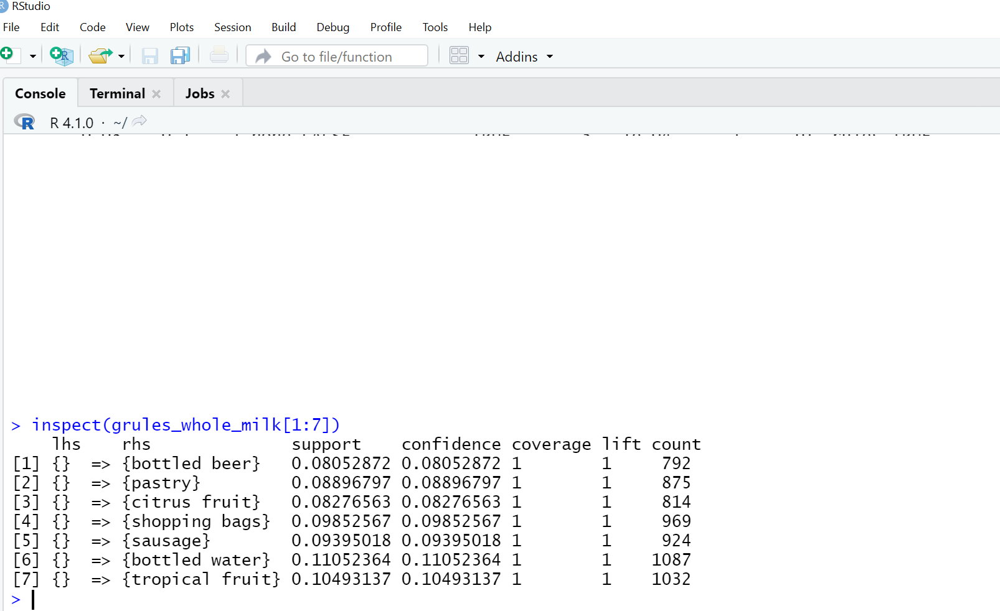 RStudio
File Edit Code View Plots Session Build Debug Profile Tools Help
Go to file/function Addins
Console Terminal Jobs
R 4.1.0 · ~/
> inspect(grules_whole_milk[1:7])
lhs rhs support confidence coverage lift count
[1] {} => {bottled beer} 0.08052872 0.08052872 1 1 792
[2] {} => {pastry} 0.08896797 0.08896797 1 1 875
[3] {} => {citrus fruit} 0.08276563 0.08276563 1 1 814
[4] {} => {shopping bags} 0.09852567 0.09852567 1 1 969
[5] {} => {sausage} 0.09395018 0.09395018 1 1 924
[6] {} => {bottled water} 0.11052364 0.11052364 1 1 1087
[7] {} => {tropical fruit} 0.10493137 0.10493137 1 1 1032
>